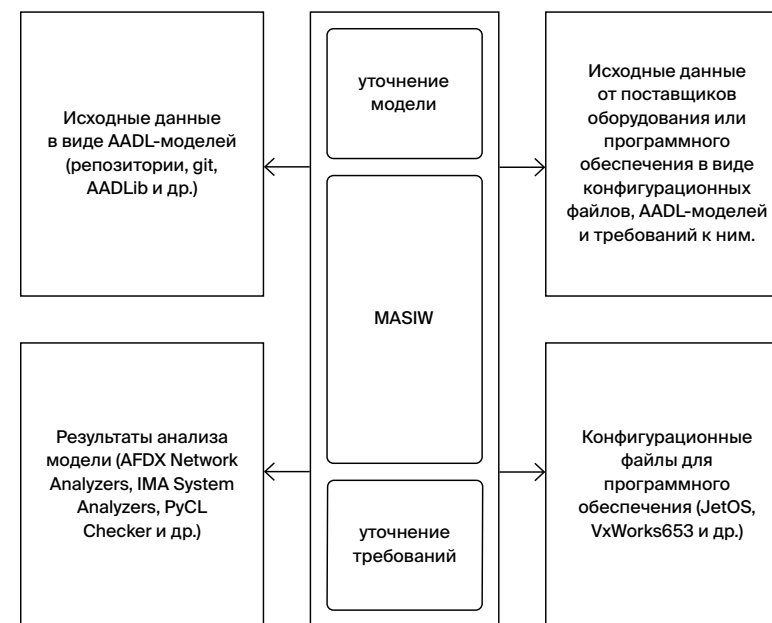 Исходные данные
в виде AADL-моделей
(репозитории, git,
AADLib и др.)
уточнение
модели
Исходные данные
от поставщиков
оборудования или
программного
обеспечения в виде
конфигурационных
файлов, AADL-моделей
и требований к ним.
MASIW
Результаты анализа
модели (AFDX Network
Analyzers, IMA System
Analyzers, PyCL
Checker и др.)
уточнение
требований
Конфигурационные
файлы для
программного
обеспечения (JetOS,
VxWorks653 и др.)